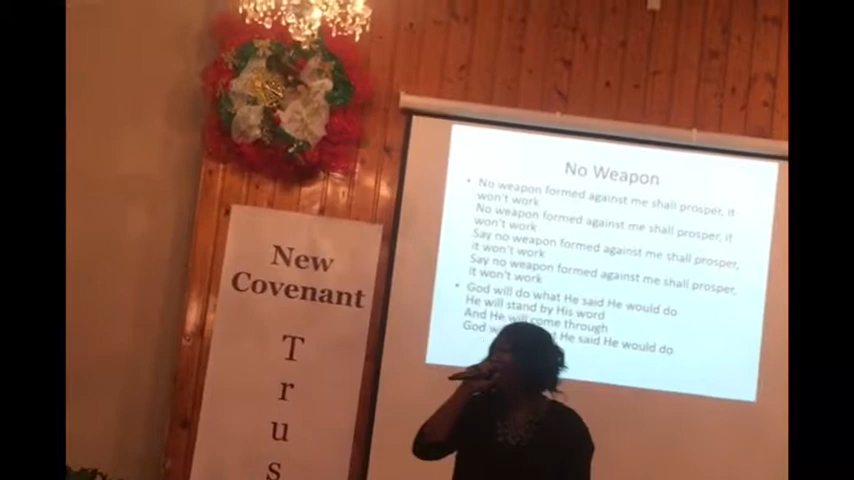 New
Covenant
T
r
u
s
No Weapon
• No weapon formed against me shall prosper, it
won't work
No weapon formed against me shall prosper, it
won't work
Say no weapon formed against me shall prosper,
it won't work
Say no weapon formed against me shall prosper,
it won't work
• God will do what He said He would do
He will stand by His word
And He will come through
God He said He would do.